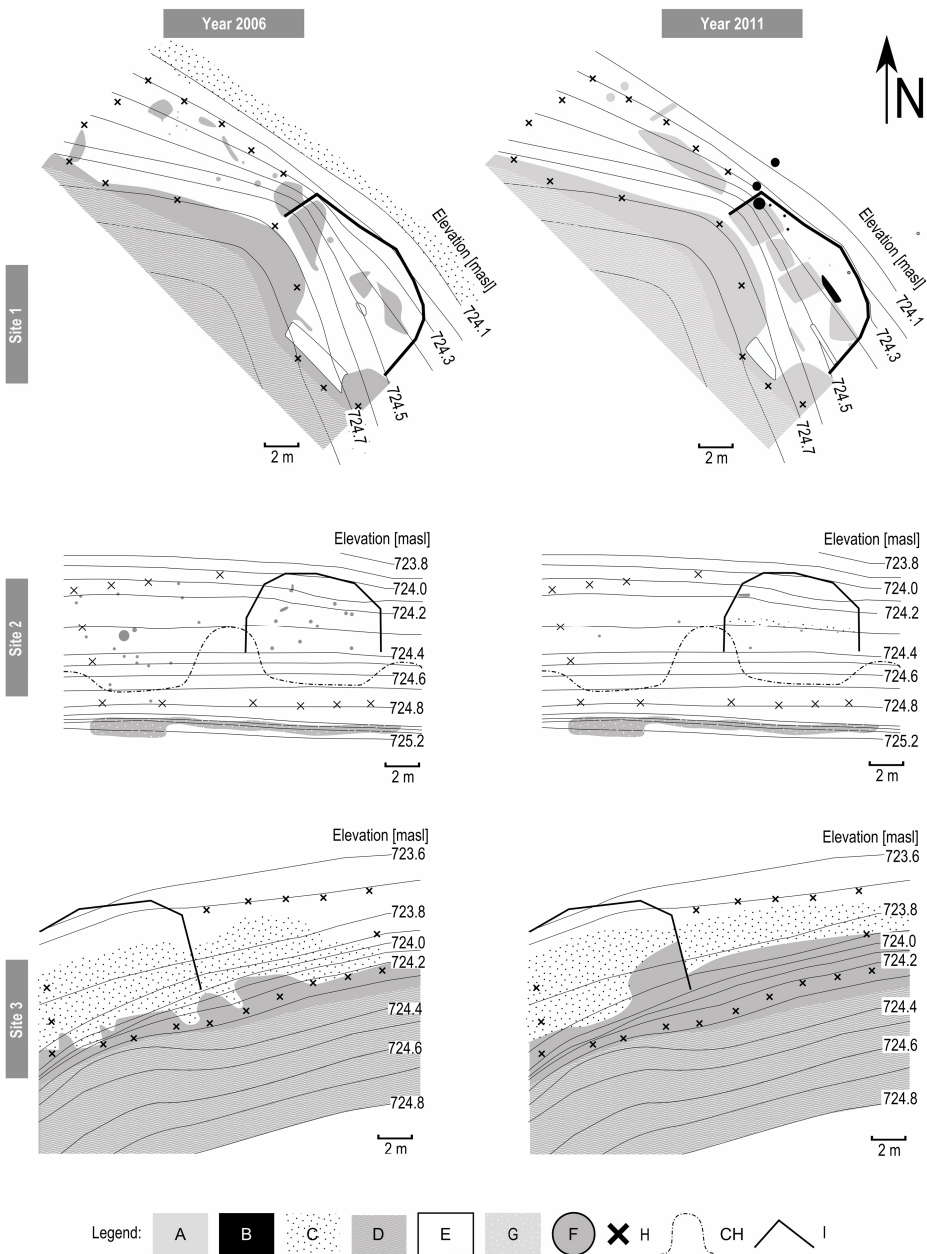 Year 2006
Year 2011
N
Site 1
Elevation [masl]
724.1
724.3
724.5
724.7
2 m
Elevation [masl]
724.1
724.3
724.5
724.7
2 m
Site 2
Elevation [masl]
723.8
724.0
724.2
724.4
724.6
724.8
725.2
2 m
Elevation [masl]
723.8
724.0
724.2
724.4
724.6
724.8
725.2
2 m
Site 3
Elevation [masl]
723.6
723.8
724.0
724.2
724.4
724.6
724.8
2 m
Elevation [masl]
723.6
723.8
724.0
724.2
724.4
724.6
724.8
2 m
Legend: A B C D E G F H CH I